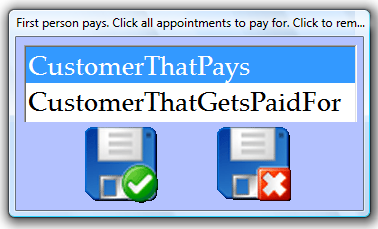 First person pays. Click all appointments to pay for. Click to rem...
CustomerThatPays
CustomerThatGetsPaidFor